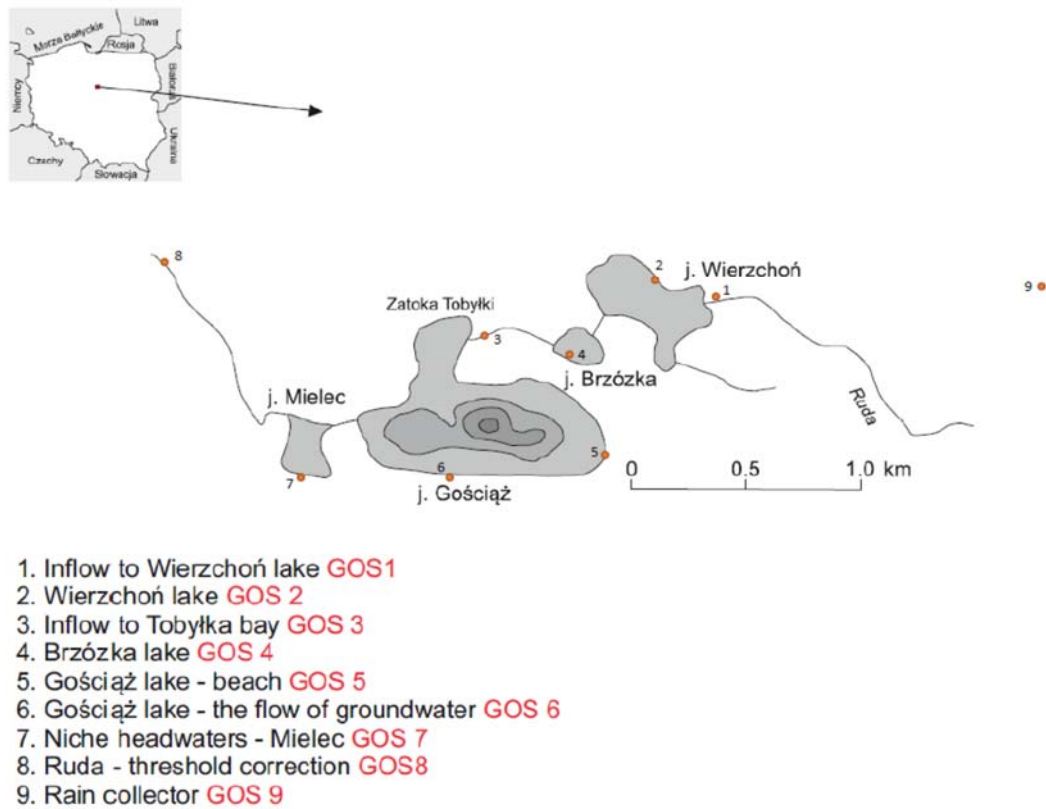 Litwa
Morze Bałtyckie
Rosja
Białoruś
Niemcy
Ukraina
Czechy
Słowacja
8
2
j. Wierzchoń
1
9
Zatoka Tobyłki
3
4
j. Brzózka
j. Mielec
Ruda
5
0 0.5 1.0 km
6
7
j. Gościąż
1. Inflow to Wierzchoń lake GOS1
2. Wierzchoń lake GOS 2
3. Inflow to Tobyłka bay GOS 3
4. Brzózka lake GOS 4
5. Gościąż lake - beach GOS 5
6. Gościąż lake - the flow of groundwater GOS 6
7. Niche headwaters - Mielec GOS 7
8. Ruda - threshold correction GOS8
9. Rain collector GOS 9